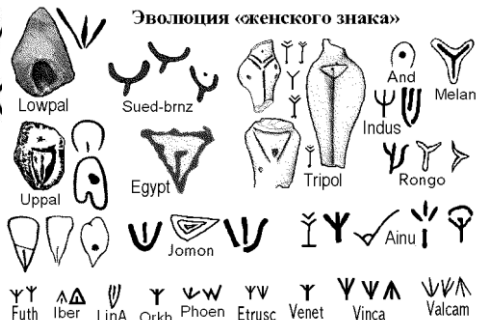 Эволюция «женского знака»
Lowpal
Sued-brnz
And
Melan
Indus
Uppal
Egypt
Tripol
Rongo
Jomon
Ainu
Futh Iber LinA Orkh Phoen Etrusc Venet Vinca Valcam